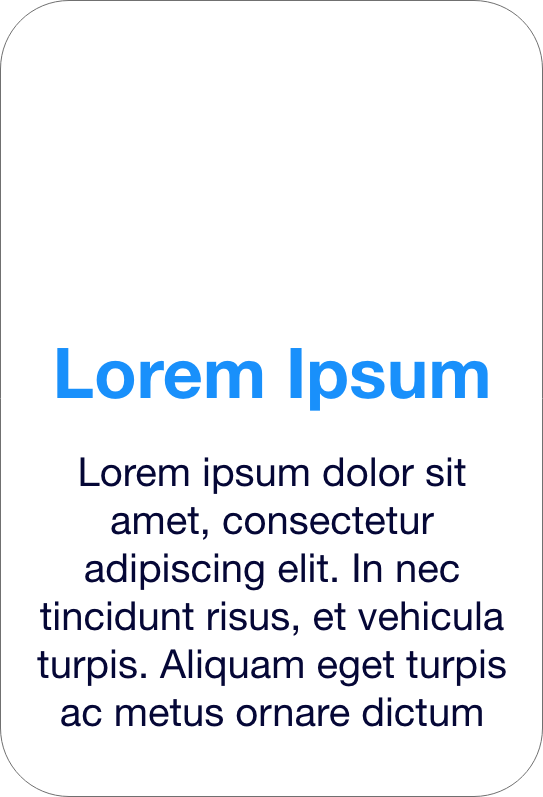 Lorem Ipsum
Lorem ipsum dolor sit
amet, consectetur
adipiscing elit. In nec
tincidunt risus, et vehicula
turpis. Aliquam eget turpis
ac metus ornare dictum